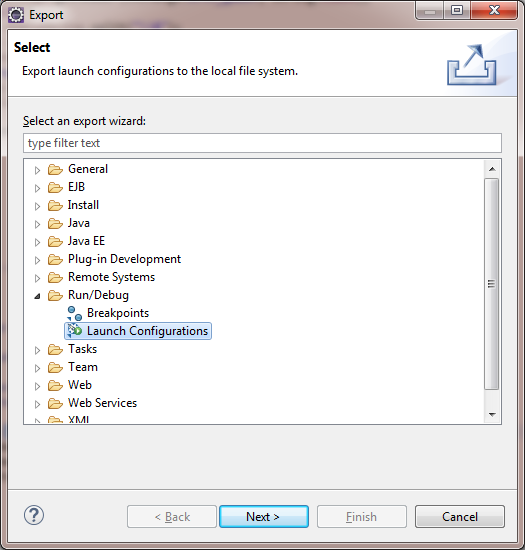 Export
Select
Export launch configurations to the local file system.
Select an export wizard:
type filter text
General
EJB
Install
Java
Java EE
Plug-in Development
Remote Systems
Run/Debug
Breakpoints
Launch Configurations
Tasks
Team
Web
Web Services
XML
? < Back Next > Finish Cancel